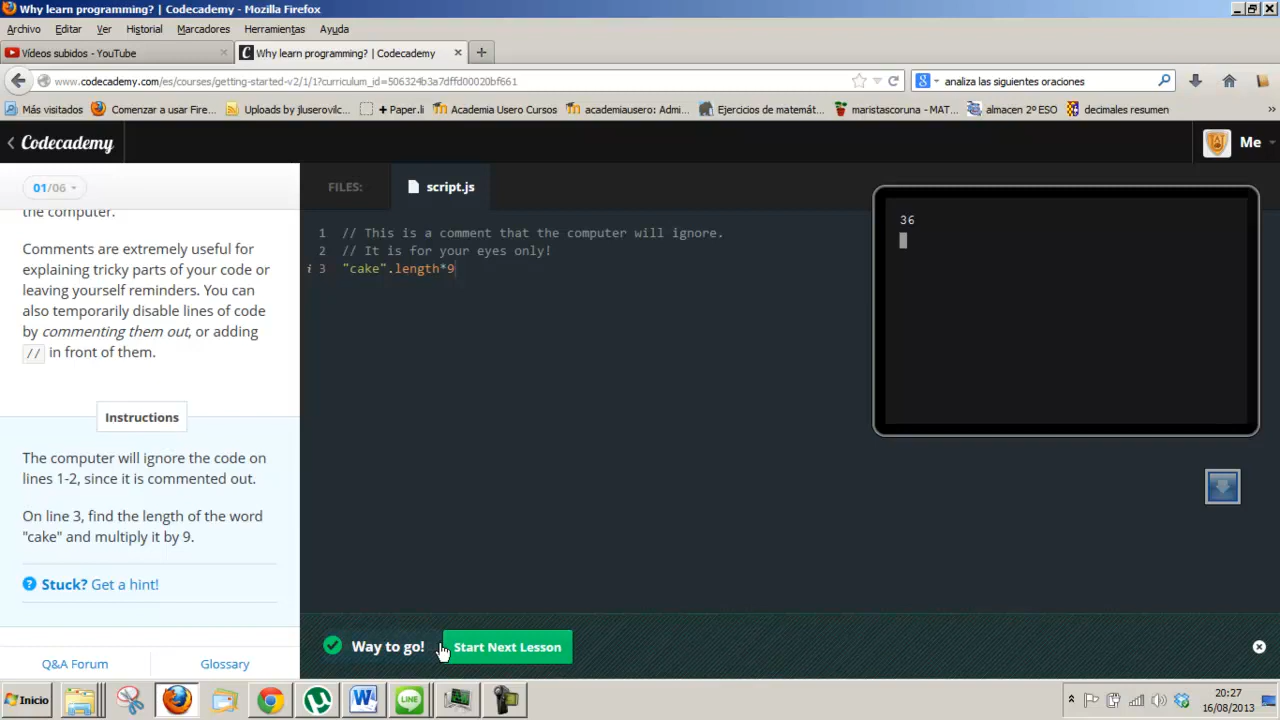 Why learn programming? | Codecademy - Mozilla Firefox
Archivo Editar Ver Historial Marcadores Herramientas Ayuda
Vídeos subidos - YouTube
Why learn programming? | Codecademy
www.codecademy.com/es/courses/getting-started-v2/1/1?curriculum_id=506324b3a7dffd00020bf661
analiza las siguientes oraciones
Más visitados Comenzar a usar Fire... Uploads by jluserovilc... + Paper.li Academia Usero Cursos academiausero: Admi... Ejercicios de matemát... maristascoruna - MAT... almacen 2º ESO decimales resumen »
Codecademy
Me
01/06
FILES:
script.js
the computer.
Comments are extremely useful for
explaining tricky parts of your code or
leaving yourself reminders. You can
also temporarily disable lines of code
by commenting them out, or adding
// in front of them.
Instructions
The computer will ignore the code on
lines 1-2, since it is commented out.
On line 3, find the length of the word
"cake" and multiply it by 9.
? Stuck? Get a hint!
Q&A Forum
Glossary
1 // This is a comment that the computer will ignore.
2 // It is for your eyes only!
i 3 "cake".length*9
36
Way to go!
Start Next Lesson
Inicio
W
LINE
20:27
16/08/2013